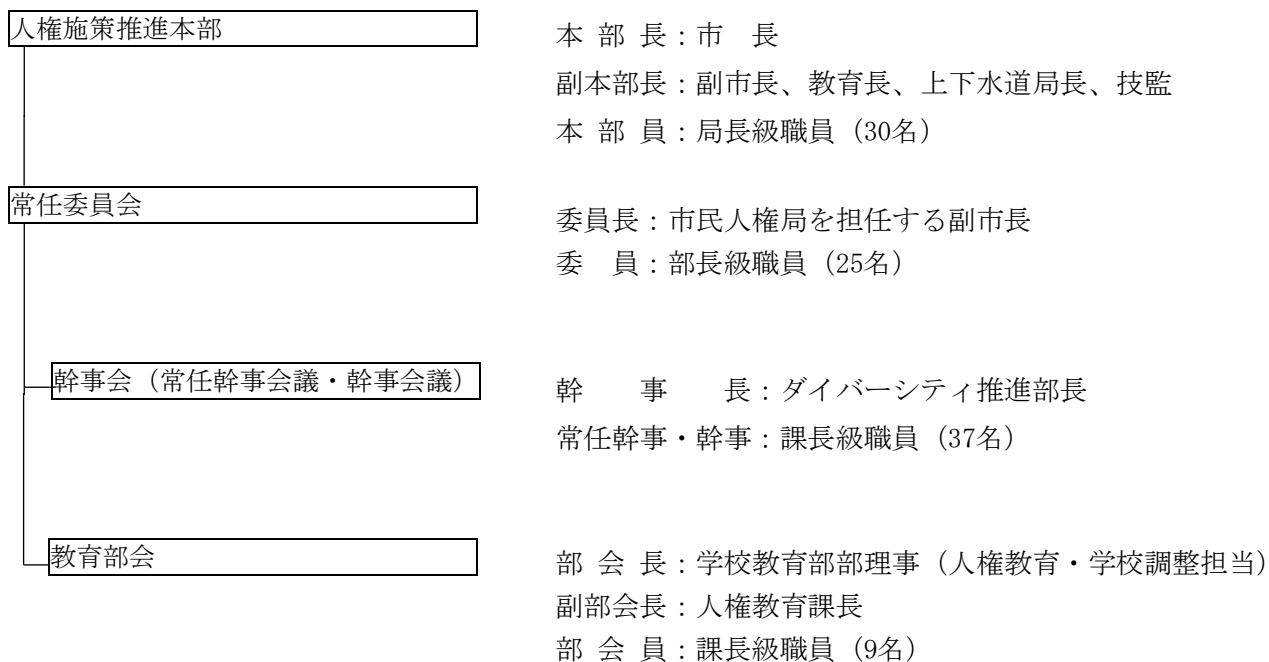 人権施策推進本部
本 部 長：市　長
副本部長：副市長、教育長、上下水道局長、技監
本 部 員：局長級職員（30名）
常任委員会
委員長：市民人権局を担任する副市長
委　員：部長級職員（25名）
幹事会（常任幹事会議・幹事会議）
幹　　事　　長：ダイバーシティ推進部長
常任幹事・幹事：課長級職員（37名）
教育部会
部 会 長：学校教育部部理事（人権教育・学校調整担当）
副部会長：人権教育課長
部 会 員：課長級職員（9名）